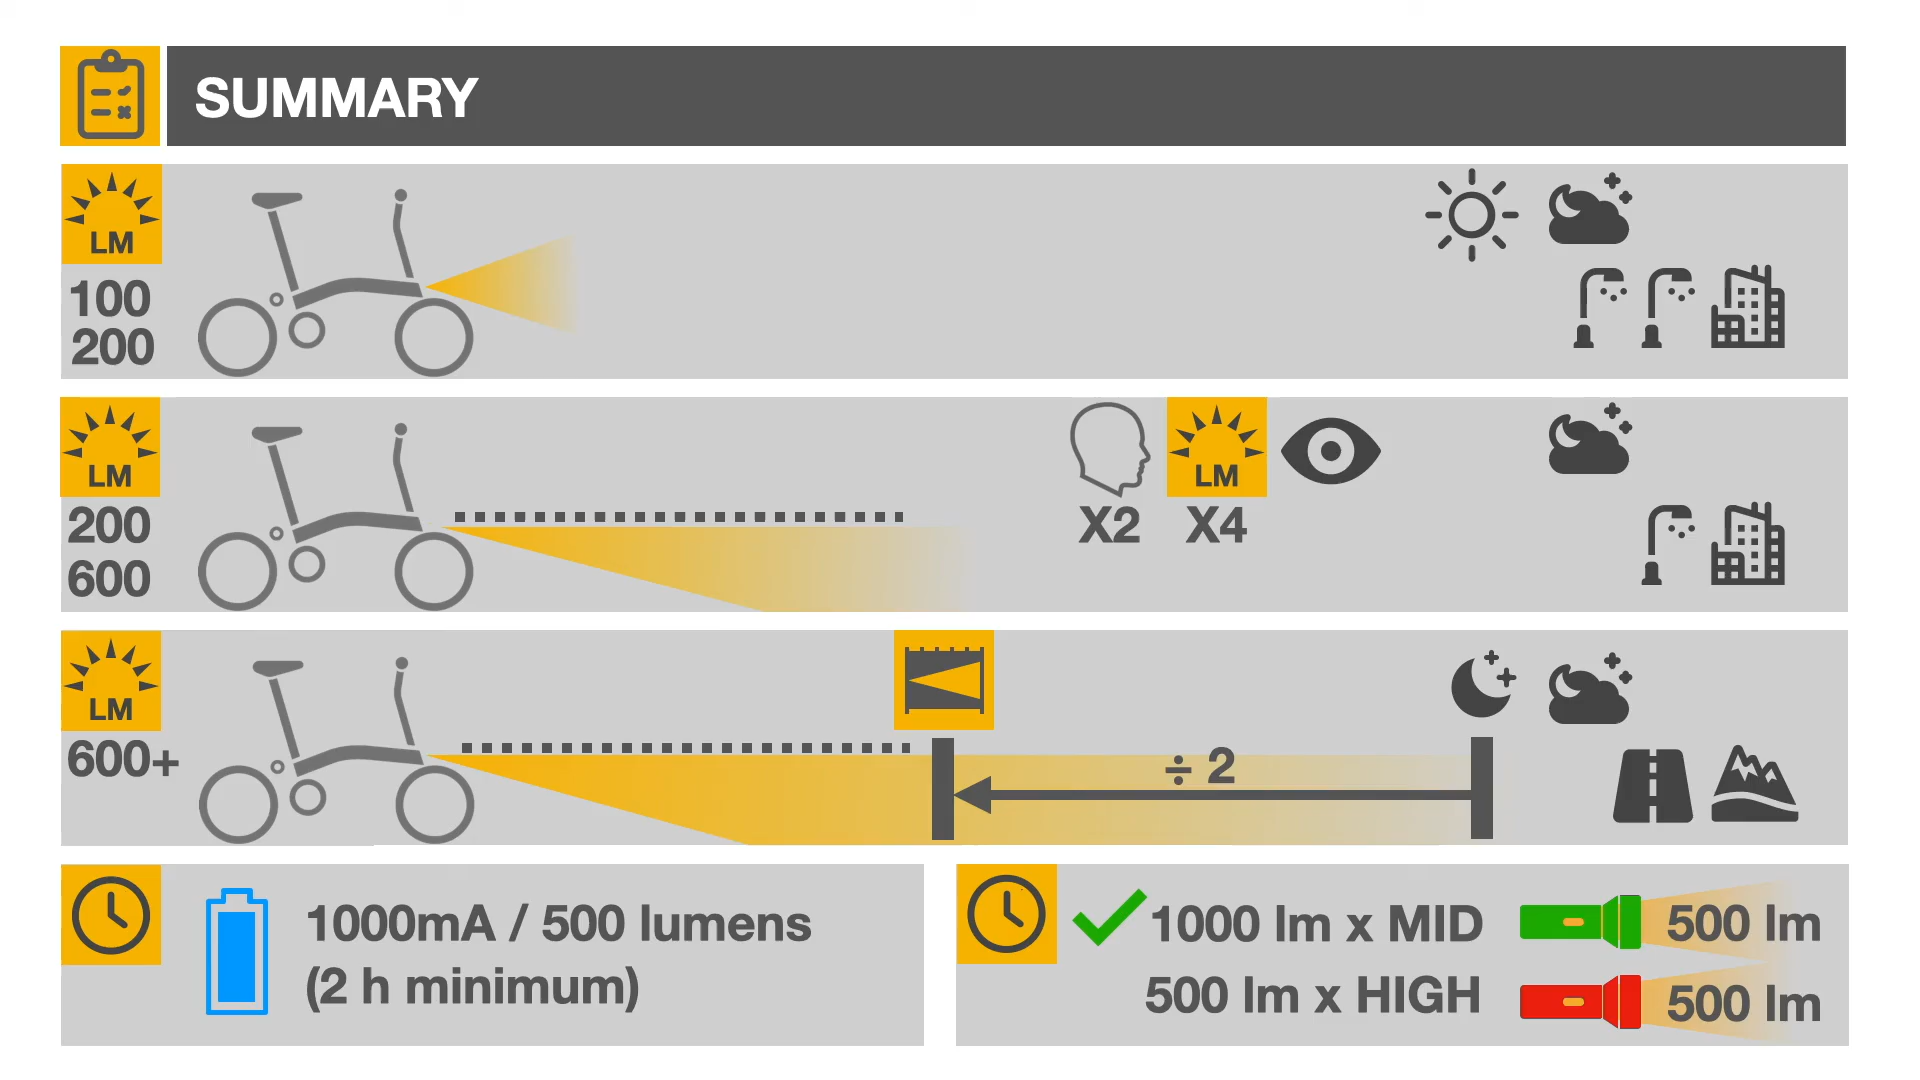 SUMMARY
LM
100
200
LM
200
600
LM
X2
X4
LM
600+
÷ 2
1000mA / 500 lumens
(2 h minimum)
1000 lm x MID
500 lm
500 lm x HIGH
500 lm